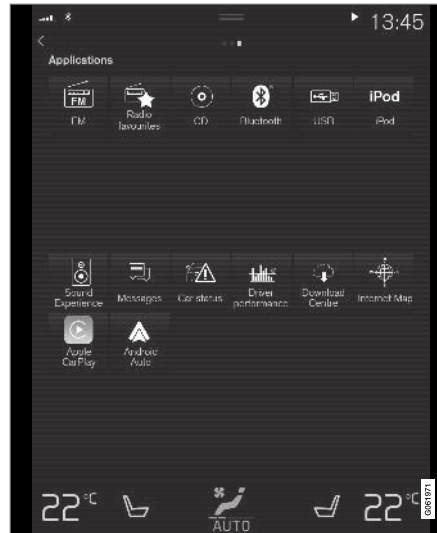 13:45
Applications
FM
iPod
FM
Radio
favourites
CD
Bluetooth
USB
iPod
Sound
Experience
Messages
Car status
Driver
performance
Download
Centre
Internet Map
Apple
CarPlay
Android
Auto
22°C
AUTO
22°C
G061971